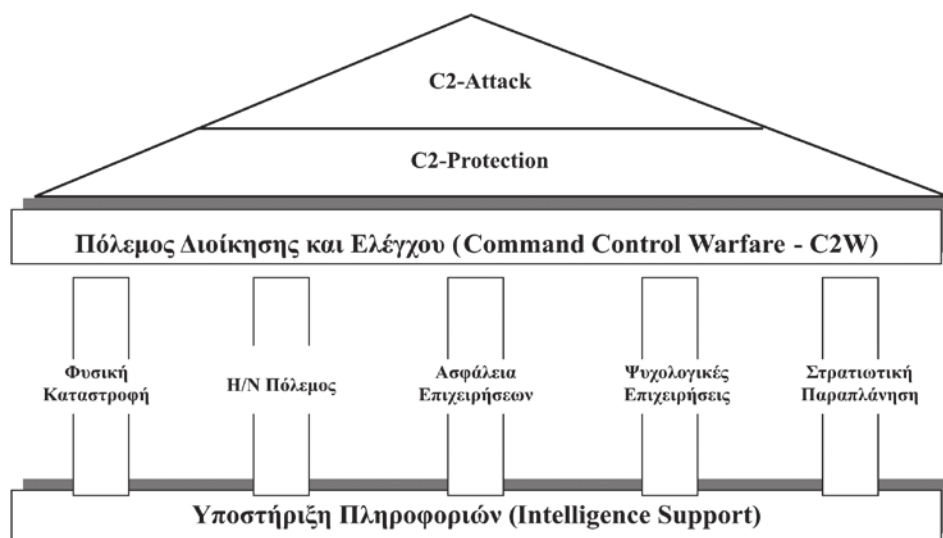 C2-Attack
C2-Protection
Πόλεμος Διοίκησης και Ελέγχου (Command Control Warfare - C2W)
Φυσική
Καταστροφή
Η/Ν Πόλεμος
Ασφάλεια
Επιχειρήσεων
Ψυχολογικές
Επιχειρήσεις
Στρατιωτική
Παραπλάνηση
Υποστήριξη Πληροφοριών (Intelligence Support)